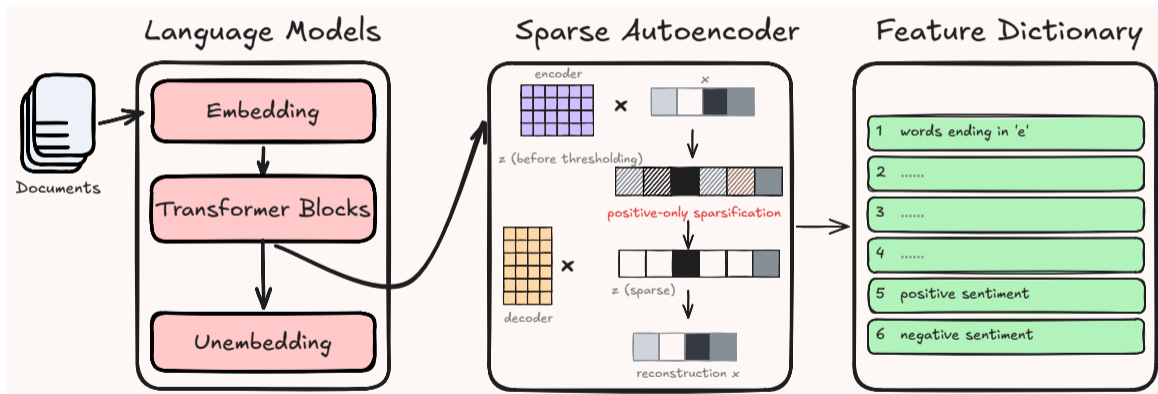 Language Models
Sparse Autoencoder
Feature Dictionary
Documents
Embedding
Transformer Blocks
Unembedding
encoder
x
x
z (before thresholding)
positive-only sparsification
x
z (sparse)
decoder
reconstruction x
1 words ending in 'e'
2 ......
3 ......
4 ......
5 positive sentiment
6 negative sentiment